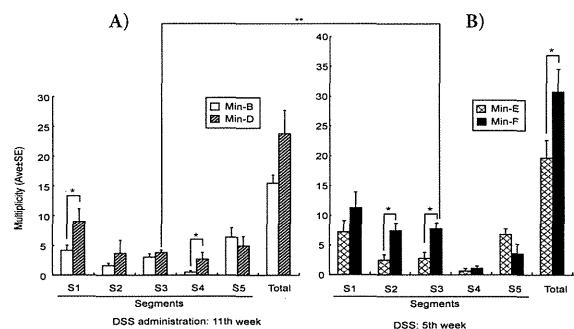 A)
**
B)
Min-B
Min-D
Min-E
Min-F
Multiplicity (Ave±SE)
30
25
20
15
10
5
0
30
25
20
15
10
5
0
*
*
*
*
*
S1 S2 S3 S4 S5 Total
Segments
DSS administration: 11th week
S1 S2 S3 S4 S5 Total
Segments
DSS: 5th week